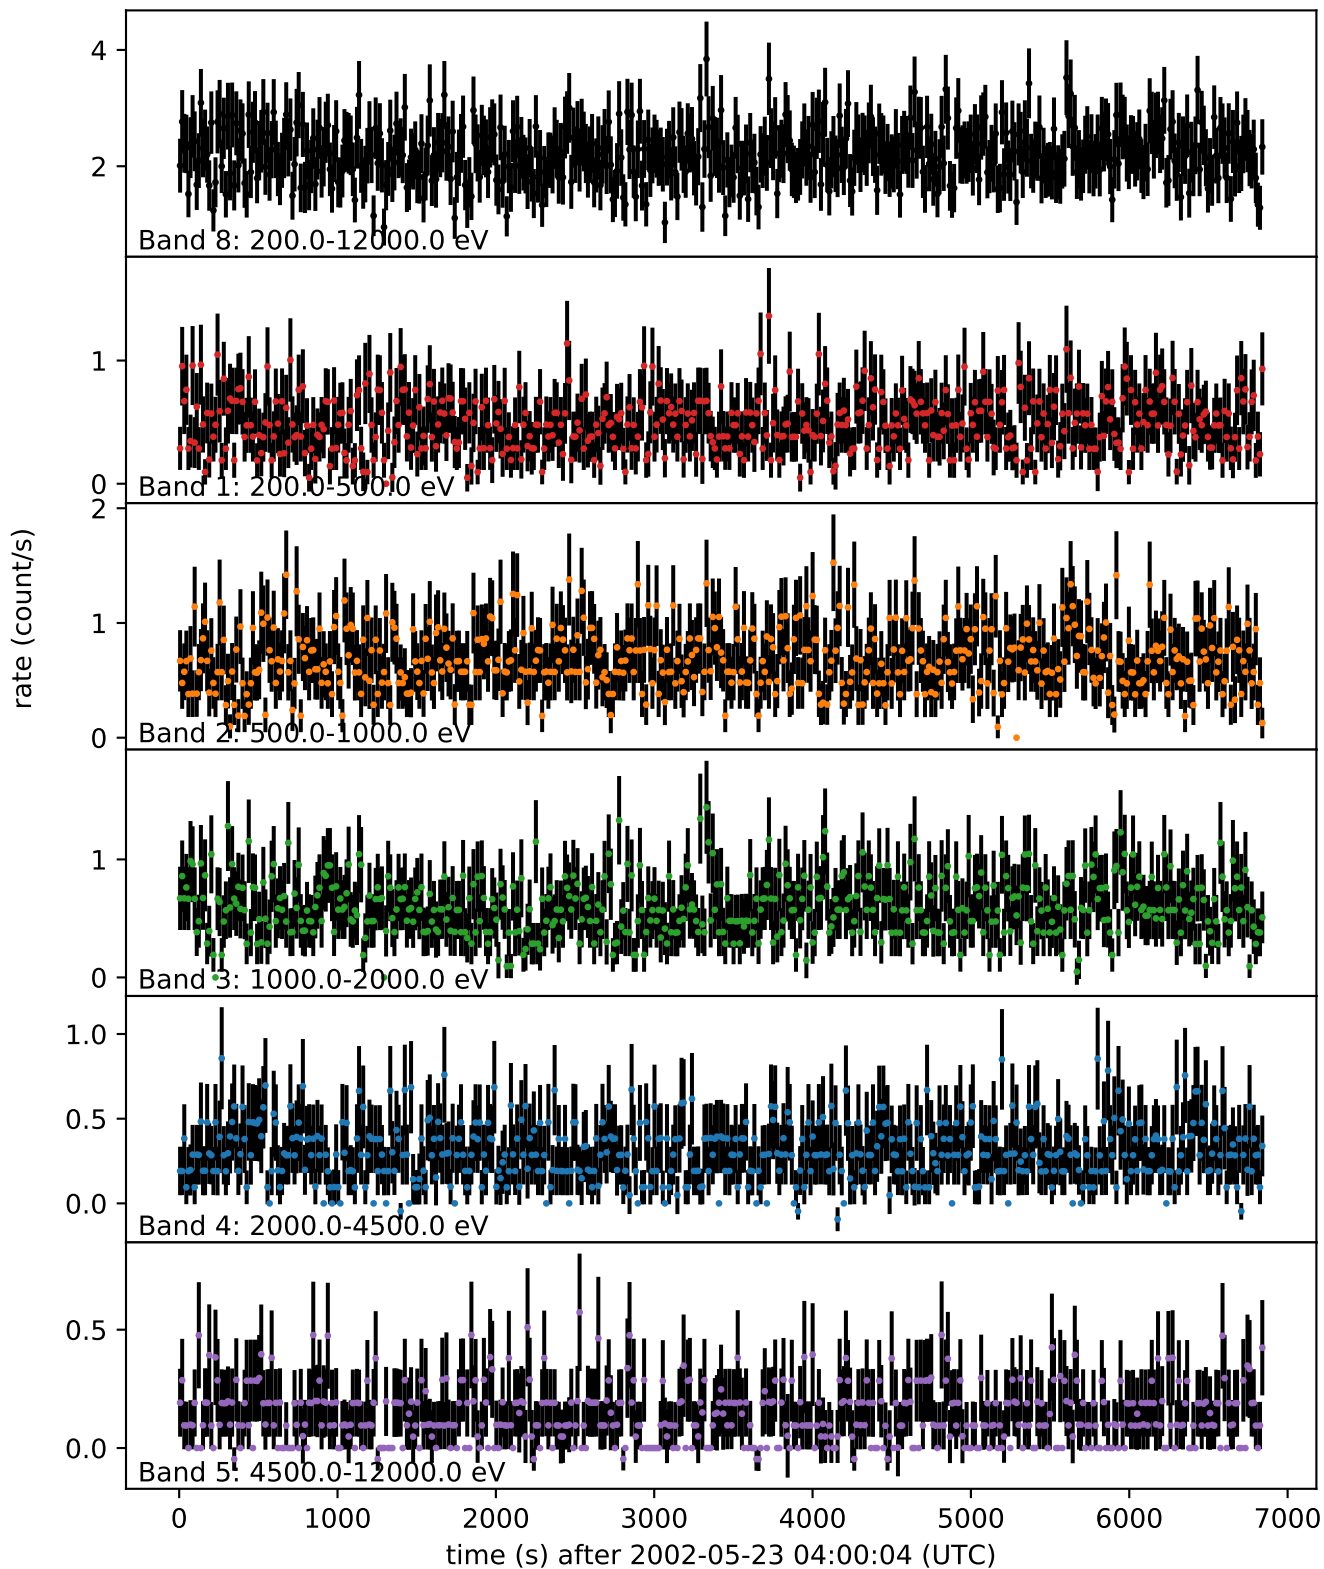 4
2
Band 8: 200.0-12000.0 eV
1
0
Band 1: 200.0-500.0 eV
2
1
0
Band 2: 500.0-1000.0 eV
rate (count/s)
1
0
Band 3: 1000.0-2000.0 eV
1.0
0.5
0.0
Band 4: 2000.0-4500.0 eV
0.5
0.0
Band 5: 4500.0-12000.0 eV
0 1000 2000 3000 4000 5000 6000 7000
time (s) after 2002-05-23 04:00:04 (UTC)